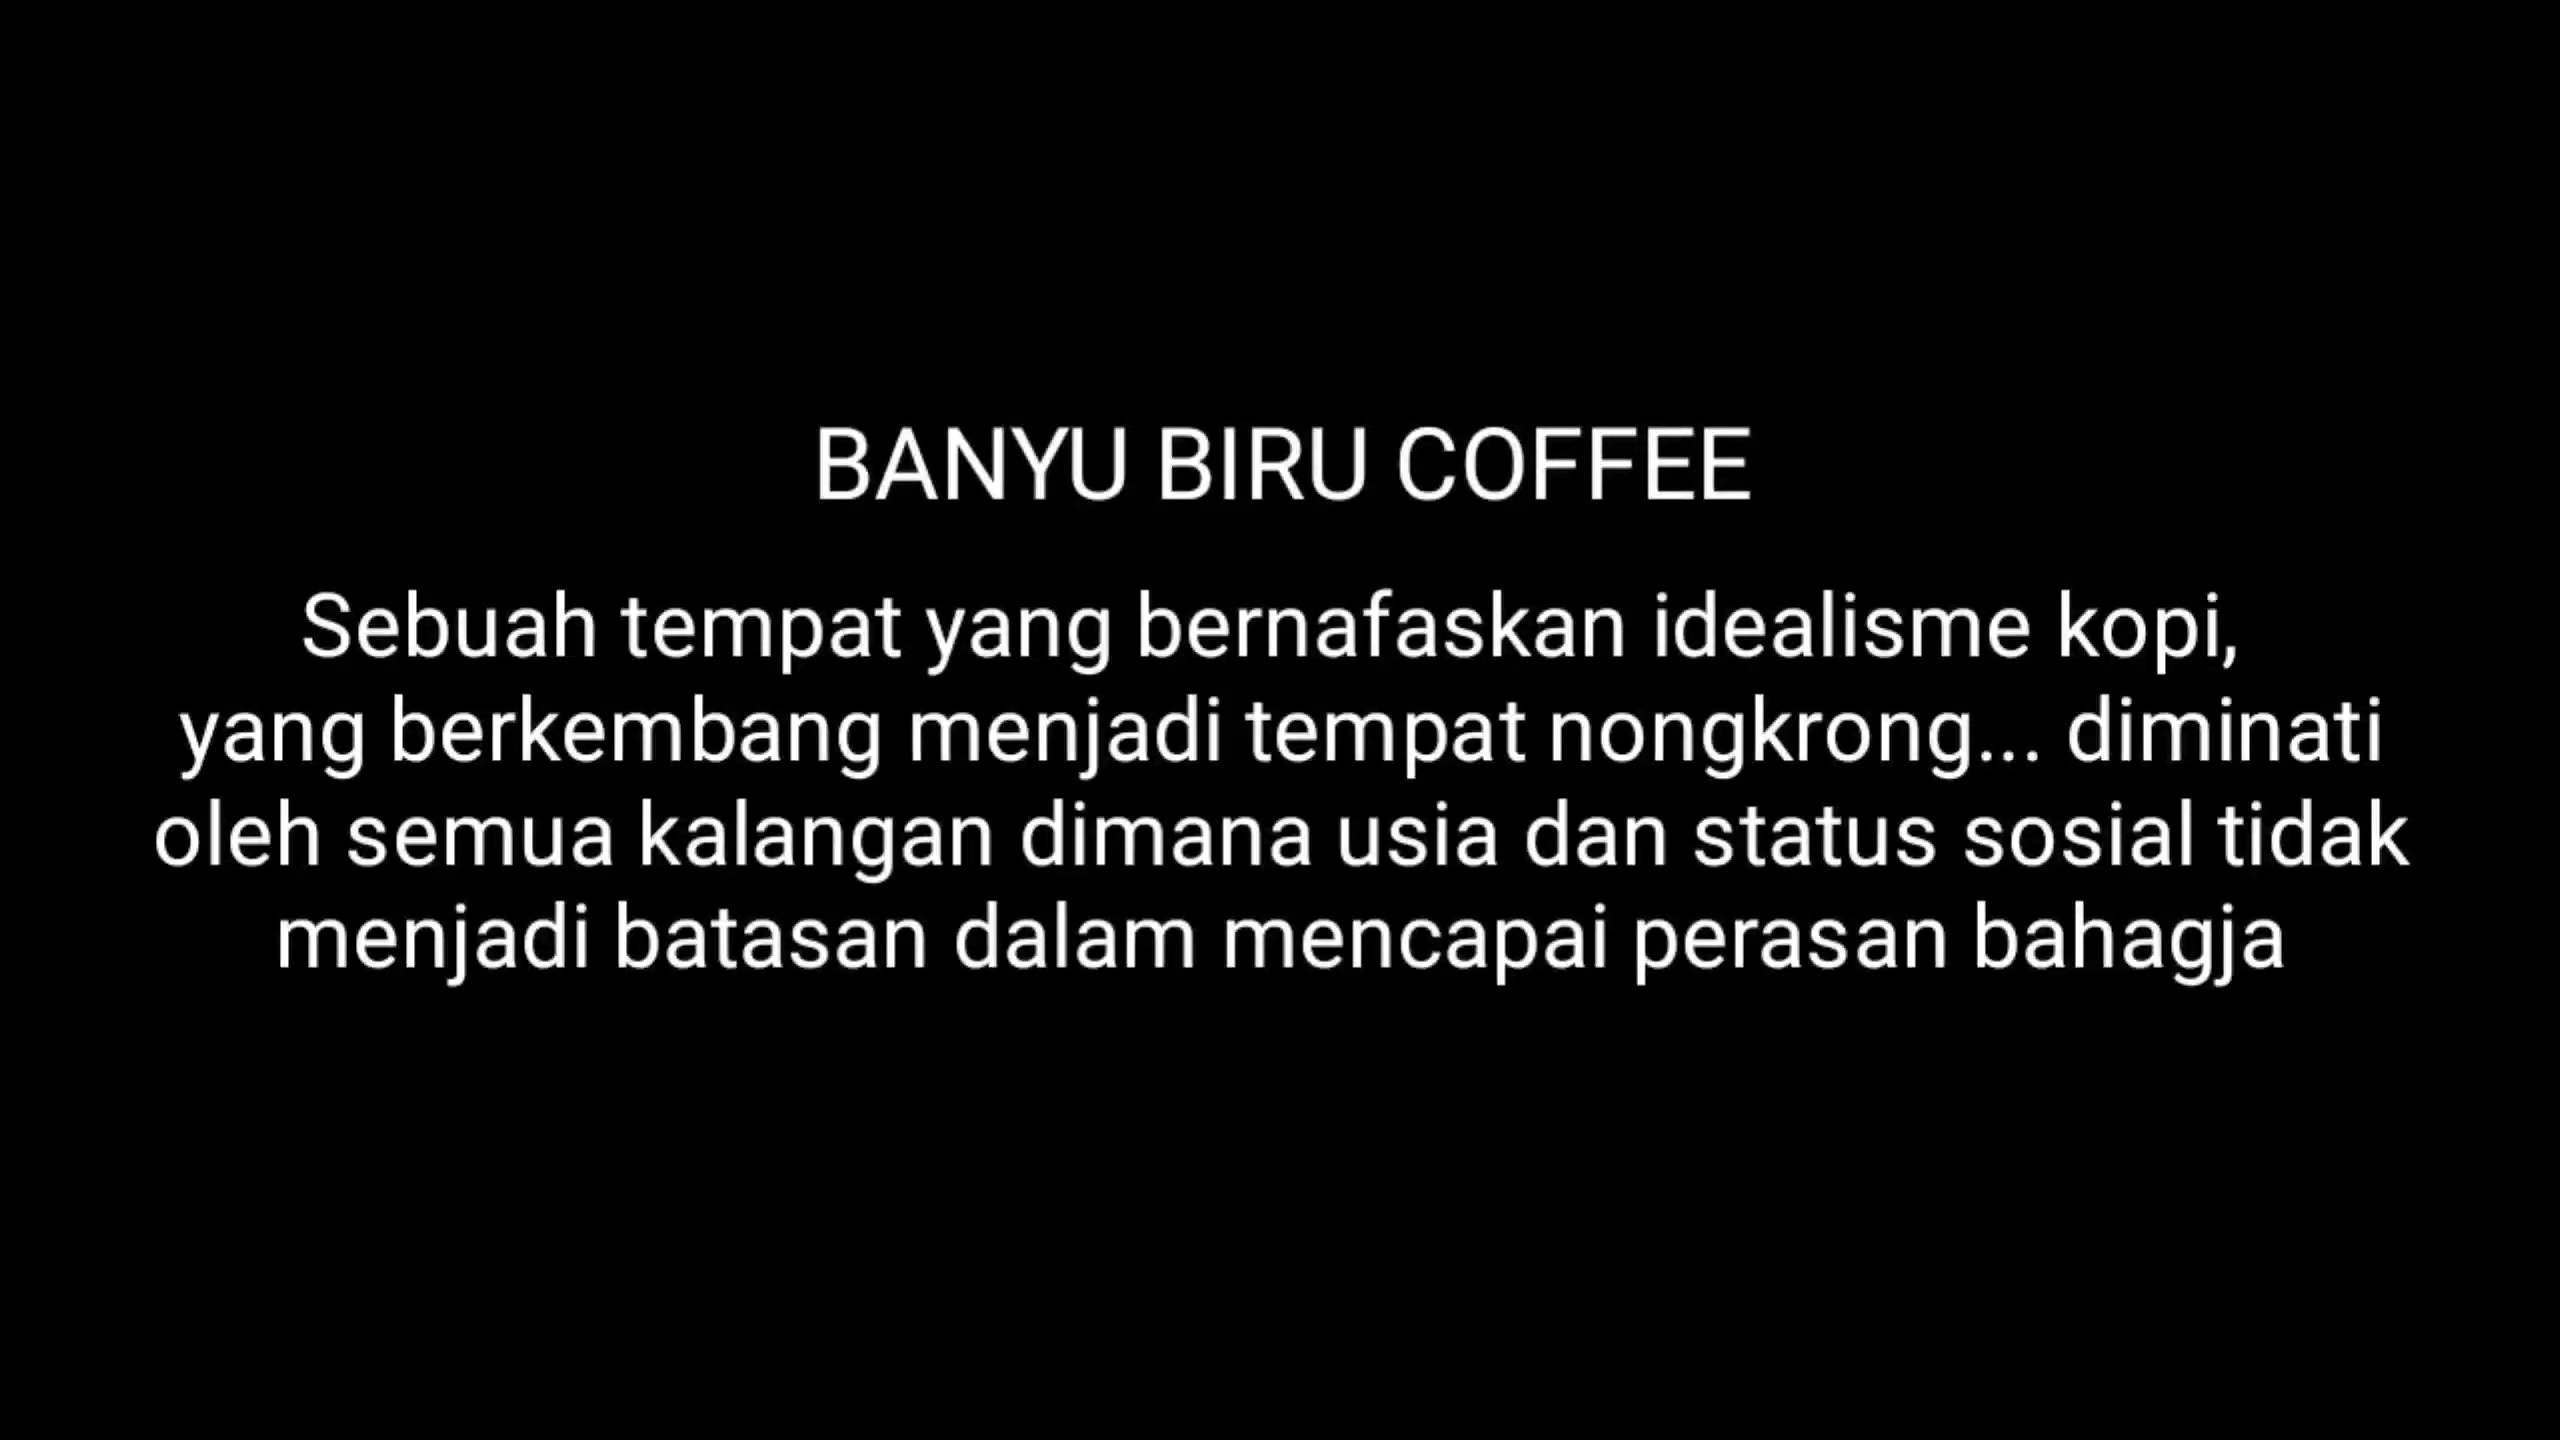 BANYU BIRU COFFEE
Sebuah tempat yang bernafaskan idealisme kopi,
yang berkembang menjadi tempat nongkrong... diminati
oleh semua kalangan dimana usia dan status sosial tidak
menjadi batasan dalam mencapai perasan bahagja